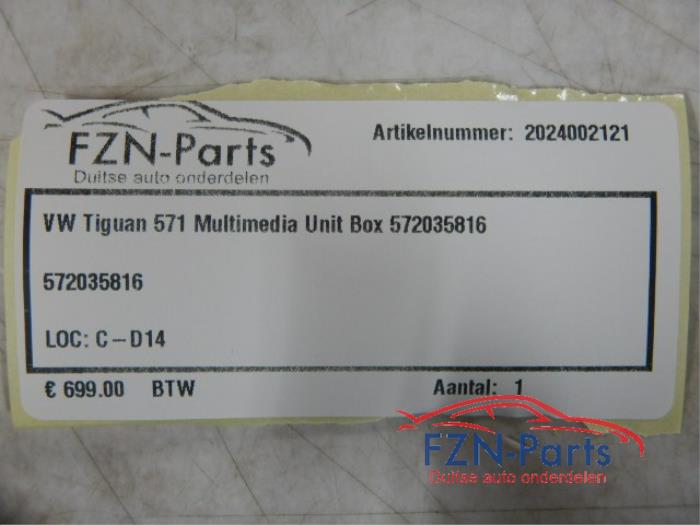 FZN-Parts
Duitse auto onderdelen
Artikelnummer: 2024002121
VW Tiguan 571 Multimedia Unit Box 572035816
572035816
LOC: C-D14
€ 699.00 BTW
Aantal: 1
FZN-Parts
Duitse auto onderdelen